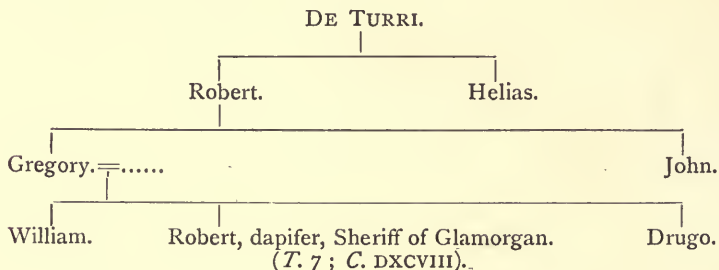 DE TURRI.
Robert. Helias.
Gregory.=...... John.
William. Robert, dapifer, Sheriff of Glamorgan. Drugo.
(T. 7 ; C. DXCVIII).